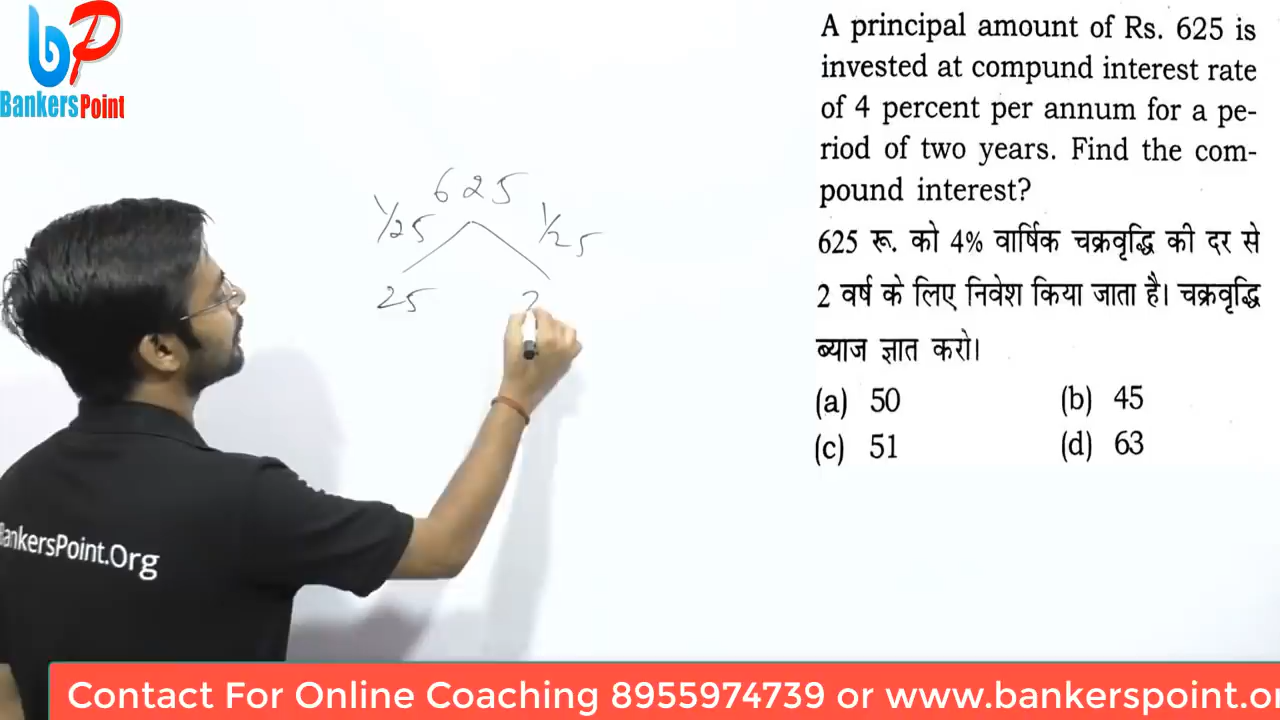 bP
BankersPoint
625
1/25
1/25
25
2
BankersPoint.Org
A principal amount of Rs. 625 is
invested at compund interest rate
of 4 percent per annum for a pe-
riod of two years. Find the com-
pound interest?
625 रू. को 4% वार्षिक चक्रवृद्धि की दर से
2 वर्ष के लिए निवेश किया जाता है। चक्रवृद्धि
ब्याज ज्ञात करो।
(a) 50 (b) 45
(c) 51 (d) 63
Contact For Online Coaching 8955974739 or www.bankerspoint.or